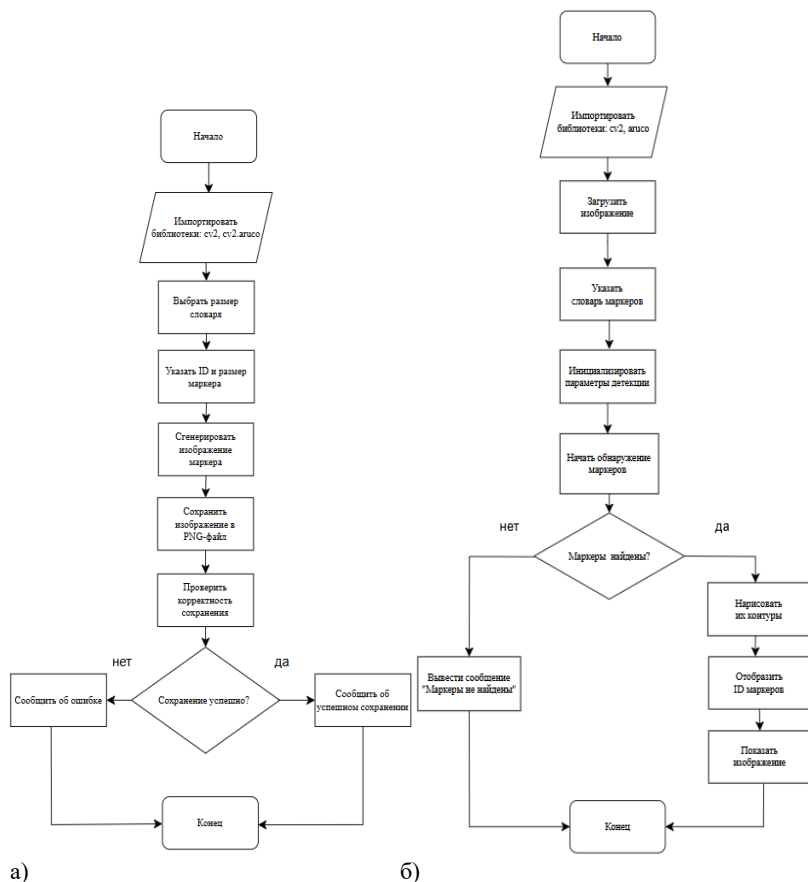 Начало
Импортировать
библиотеки: cv2, cv2.aruco
Выбрать размер
словаря
Указать ID и размер
маркера
Сгенерировать
изображение
маркера
Сохранить
изображение в
PNG-файл
Проверить
корректность
сохранения
нет
да
Сохранение успешно?
Сообщить об ошибке
Сообщить об
успешном сохранении
Конец
а)
Начало
Импортировать
библиотеки: cv2, aruco
Загрузить
изображение
Указать
словарь маркеров
Инициализировать
параметры детекции
Начать обнаружение
маркеров
нет
да
Маркеры найдены?
Вывести сообщение
"Маркеры не найдены"
Нарисовать
их контуры
Отобразить
ID маркеров
Показать
изображение
Конец
б)